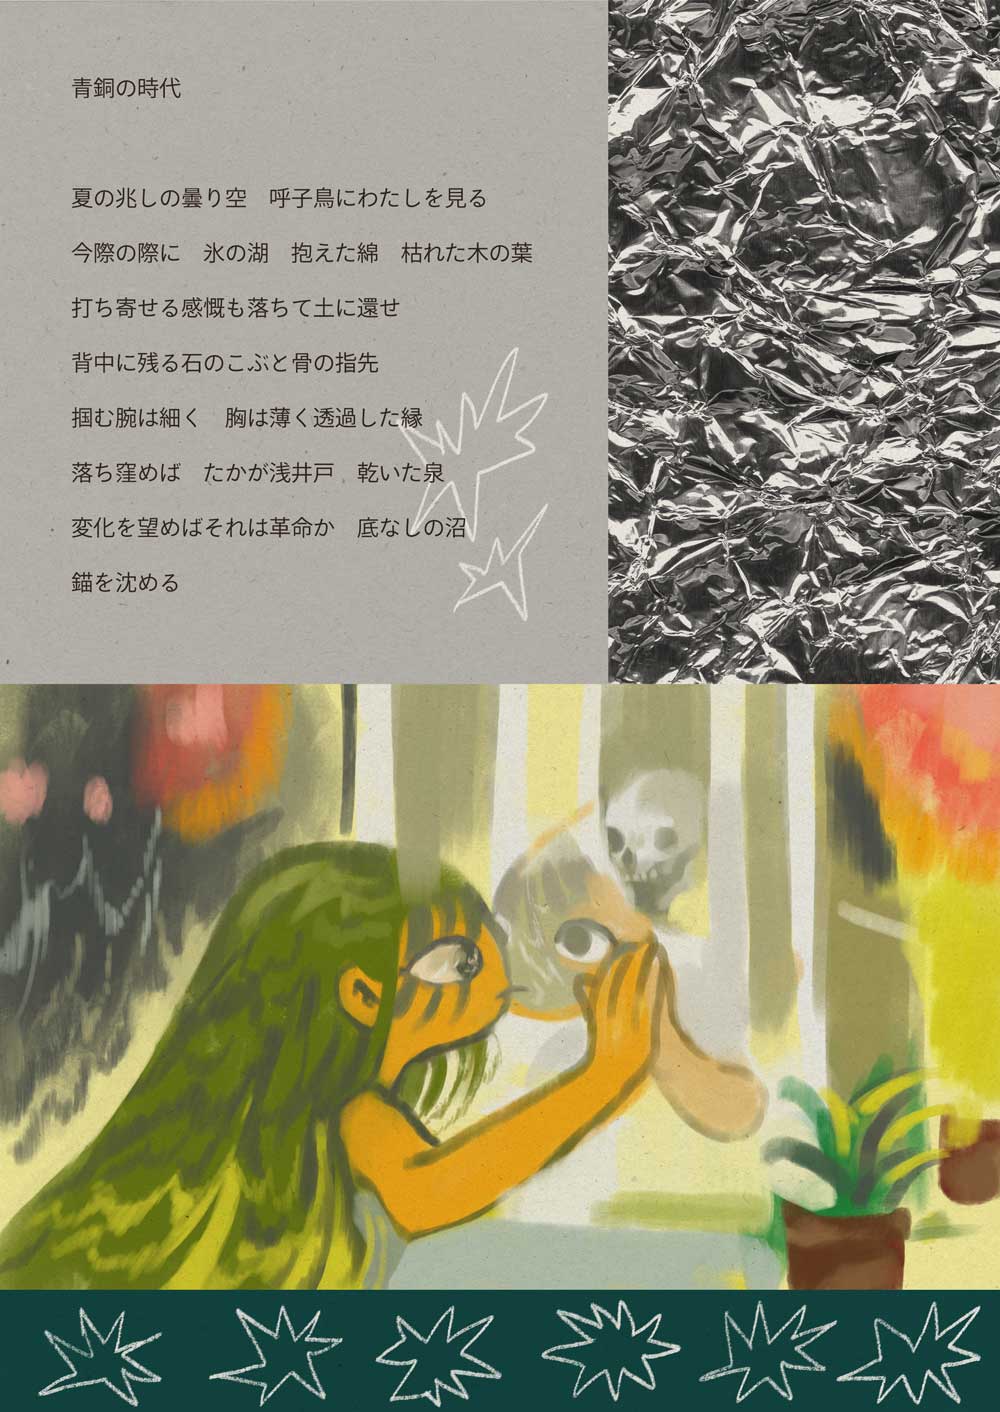 青銅の時代
夏の兆しの曇り空　呼子鳥にわたしを見る
今際の際に　氷の湖　抱えた綿　枯れた木の葉
打ち寄せる感慨も落ちて土に還せ
背中に残る石のこぶと骨の指先
掴む腕は細く　胸は薄く透過した縁
落ち窪めば　たかが浅井戸　乾いた泉
変化を望めばそれは革命か　底なしの沼
錨を沈める